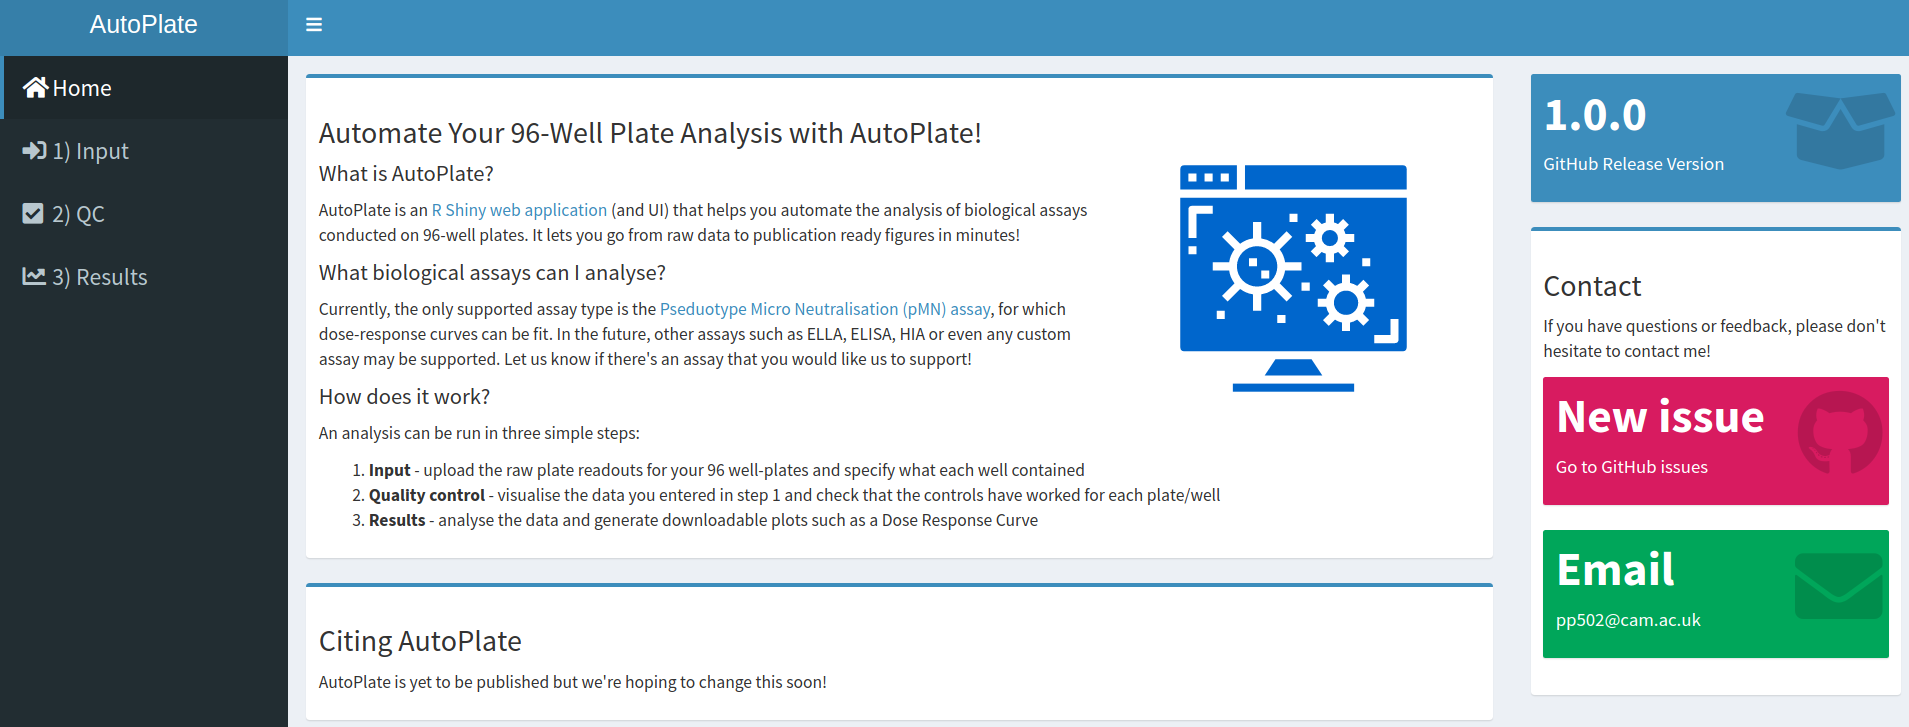 AutoPlate
Home
1) Input
2) QC
3) Results
Automate Your 96-Well Plate Analysis with AutoPlate!
What is AutoPlate?
AutoPlate is an R Shiny web application (and UI) that helps you automate the analysis of biological assays
conducted on 96-well plates. It lets you go from raw data to publication ready figures in minutes!
What biological assays can I analyse?
Currently, the only supported assay type is the Pseduotype Micro Neutralisation (pMN) assay, for which
dose-response curves can be fit. In the future, other assays such as ELLA, ELISA, HIA or even any custom
assay may be supported. Let us know if there's an assay that you would like us to support!
How does it work?
An analysis can be run in three simple steps:
1. Input - upload the raw plate readouts for your 96 well-plates and specify what each well contained
2. Quality control - visualise the data you entered in step 1 and check that the controls have worked for each plate/well
3. Results - analyse the data and generate downloadable plots such as a Dose Response Curve
Citing AutoPlate
AutoPlate is yet to be published but we're hoping to change this soon!
1.0.0
GitHub Release Version
Contact
If you have questions or feedback, please don't
hesitate to contact me!
New issue
Go to GitHub issues
Email
pp502@cam.ac.uk